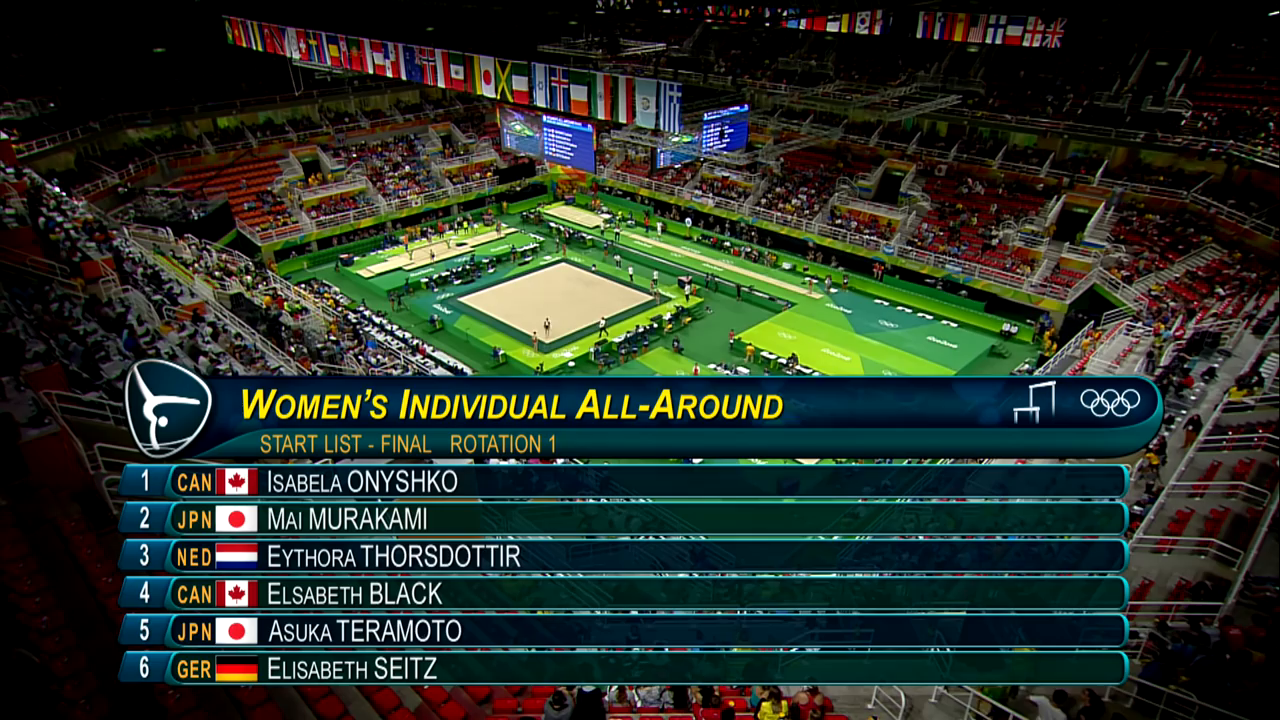 WOMEN'S INDIVIDUAL ALL-AROUND
START LIST - FINAL ROTATION 1
1 CAN ISABELA ONYSHKO
2 JPN MAI MURAKAMI
3 NED EYTHORA THORSDOTTIR
4 CAN ELSABETH BLACK
5 JPN ASUKA TERAMOTO
6 GER ELISABETH SEITZ